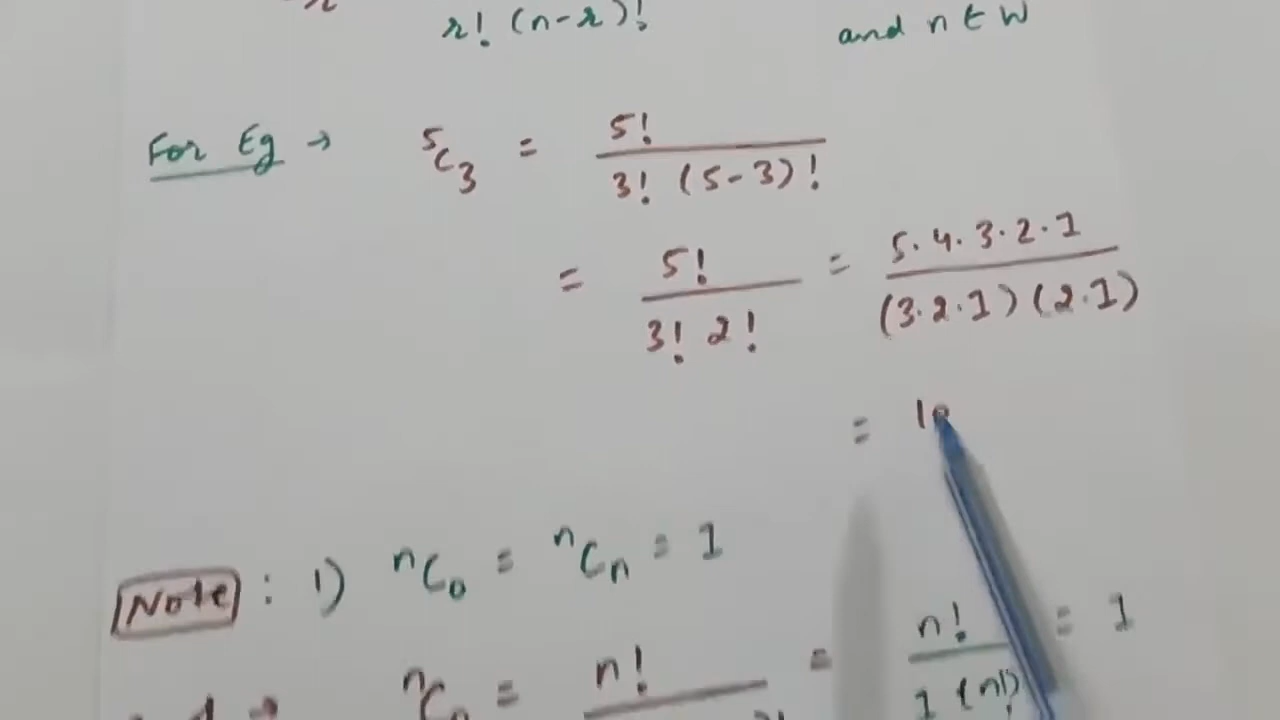 r! (n-r)! and n ∈ W
For Eg → ⁵C₃ = 5! / 3! (5-3)!
= 5! / 3! 2! = 5.4.3.2.1 / (3.2.1)(2.1)
= 10
Note : 1) ⁿC₀ = ⁿCₙ = 1
ⁿC₀ = n! = n! / 1 (n!) = 1